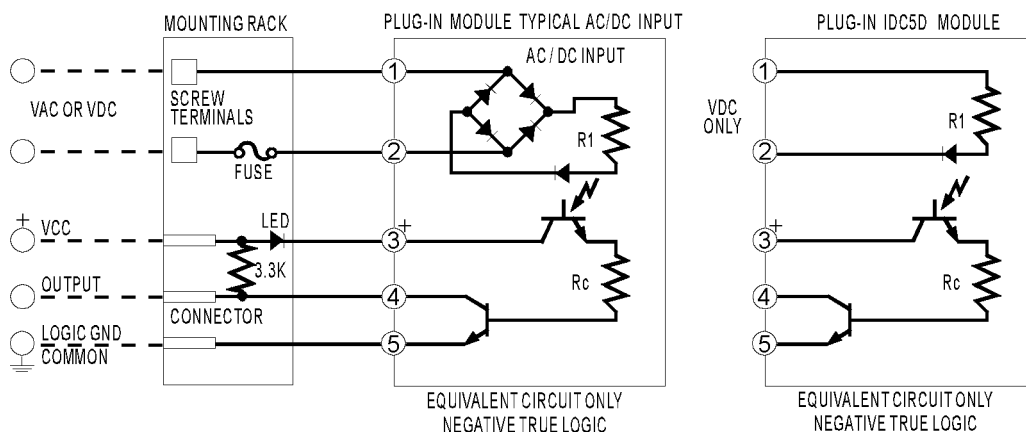 MOUNTING RACK
PLUG-IN MODULE TYPICAL AC/DC INPUT
PLUG-IN IDC5D MODULE
AC / DC INPUT
1
VAC OR VDC
SCREW
TERMINALS
FUSE
2
R1
VDC
ONLY
1
2
R1
+
VCC
LED
3
+
3
+
3.3K
Rc
Rc
OUTPUT
CONNECTOR
4
4
LOGIC GND
COMMON
5
5
EQUIVALENT CIRCUIT ONLY
NEGATIVE TRUE LOGIC
EQUIVALENT CIRCUIT ONLY
NEGATIVE TRUE LOGIC